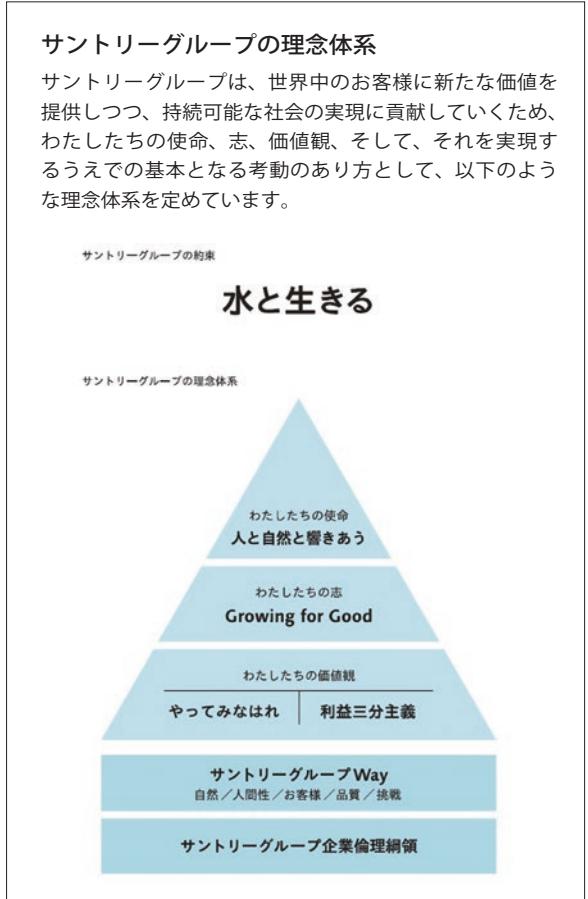 サントリーグループの理念体系
サントリーグループは、世界中のお客様に新たな価値を
提供しつつ、持続可能な社会の実現に貢献していくため、
わたしたちの使命、志、価値観、そして、それを実現す
るうえでの基本となる考動のあり方として、以下のよう
な理念体系を定めています。
サントリーグループの約束
水と生きる
サントリーグループの理念体系
わたしたちの使命
人と自然と響きあう
わたしたちの志
Growing for Good
わたしたちの価値観
やってみなはれ
利益三分主義
サントリーグループWay
自然／人間性／お客様／品質／挑戦
サントリーグループ企業倫理綱領